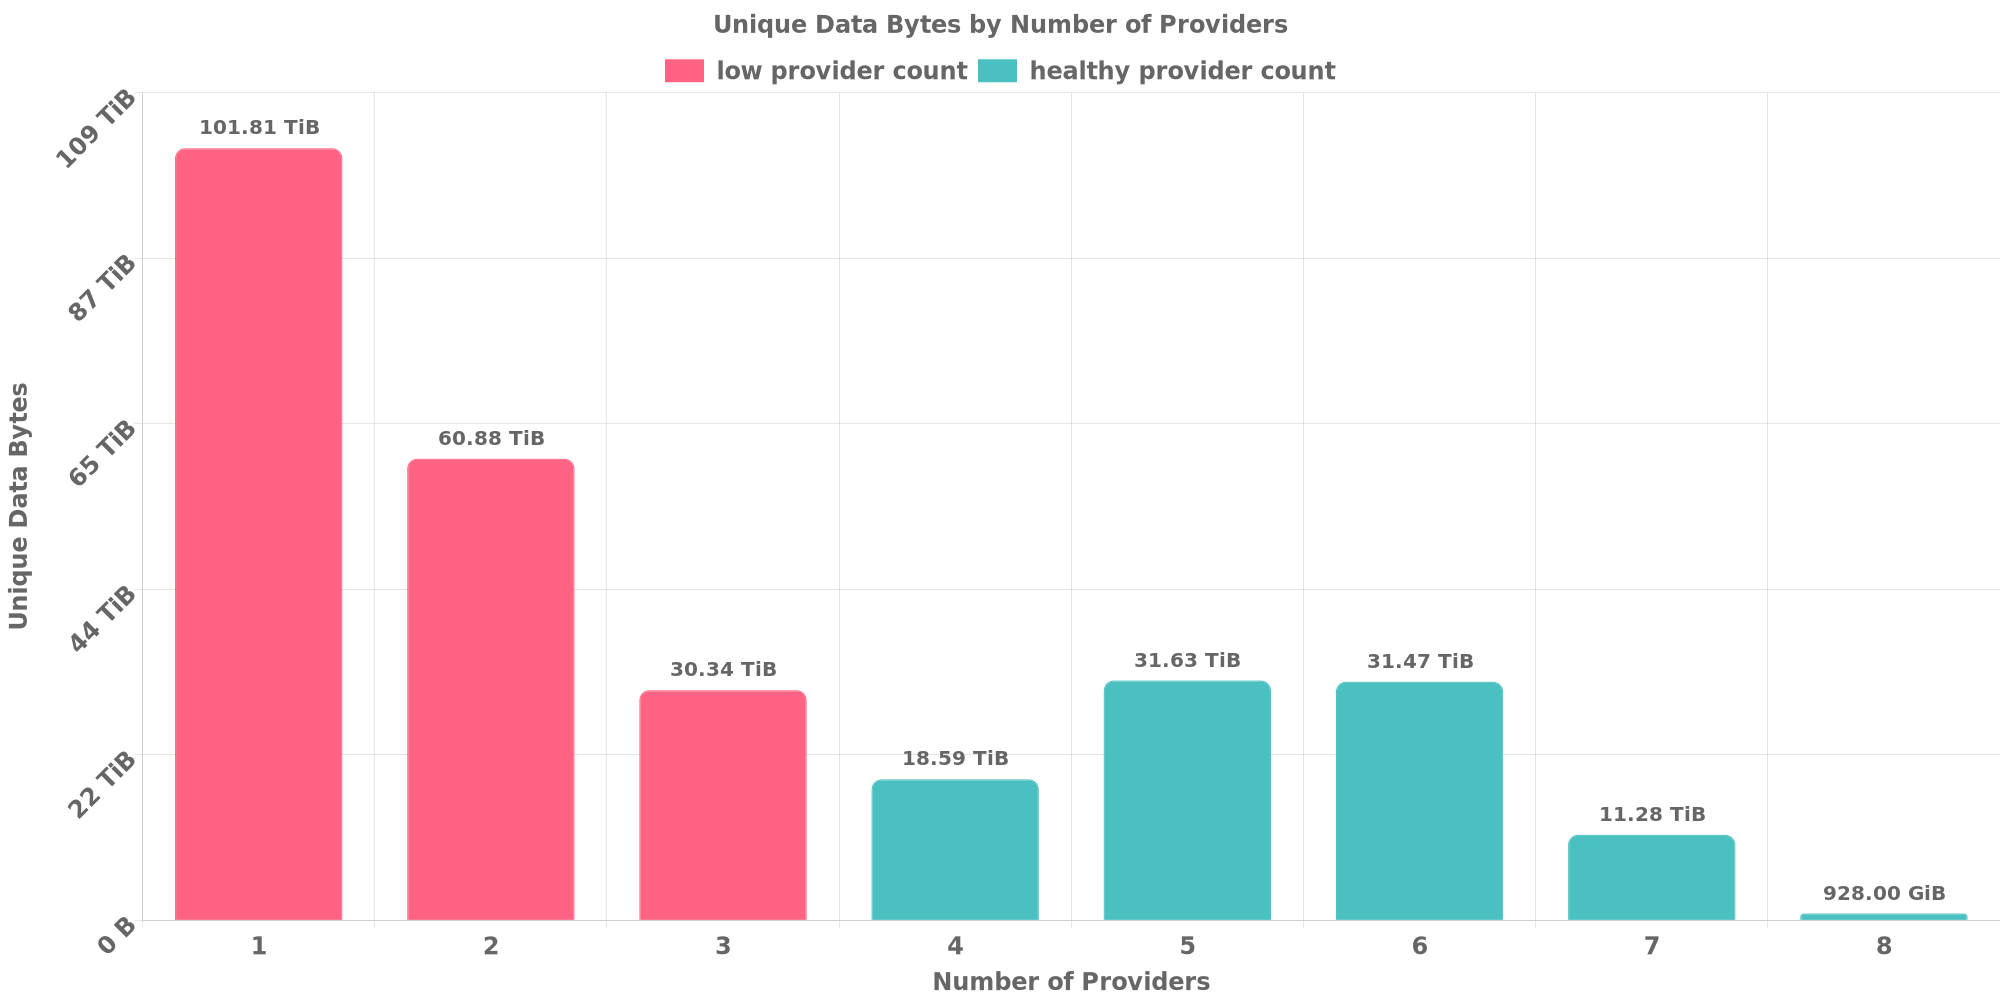 Unique Data Bytes by Number of Providers
low provider count healthy provider count
109 TiB
87 TiB
65 TiB
44 TiB
22 TiB
0 B
Unique Data Bytes
101.81 TiB
60.88 TiB
30.34 TiB
18.59 TiB
31.63 TiB
31.47 TiB
11.28 TiB
928.00 GiB
1 2 3 4 5 6 7 8
Number of Providers